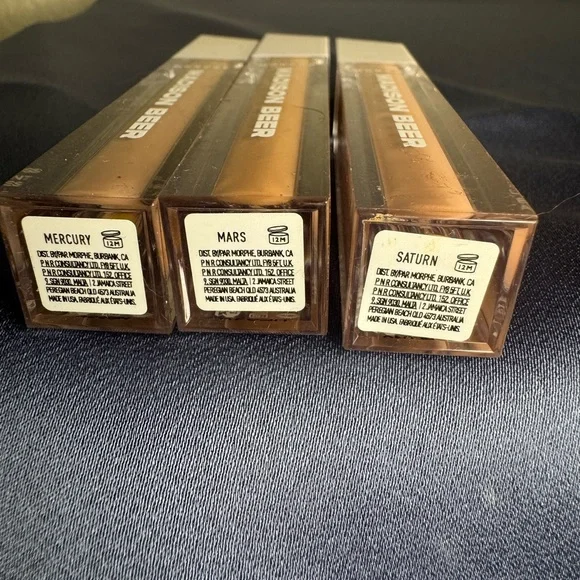 MADISON BEER
MADISON BEER
MADISON BEER
MERCURY
12M
DIST. BY/PAR MORPHE, BURBANK, CA
P.N.R. CONSULTANCY LTD, FY8 5FT, U.K.
P.N.R. CONSULTANCY LTD, 152, OFFICE
9, SGN 9030, MALTA | 2 JAMAICA STREET
PEREGIAN BEACH QLD 4573 AUSTRALIA
MADE IN USA. FABRIQUÉ AUX ÉTATS-UNIS.
MARS
12M
DIST. BY/PAR MORPHE, BURBANK, CA
P.N.R. CONSULTANCY LTD, FY8 5FT, U.K.
P.N.R. CONSULTANCY LTD, 152, OFFICE
9, SGN 9030, MALTA | 2 JAMAICA STREET
PEREGIAN BEACH QLD 4573 AUSTRALIA
MADE IN USA. FABRIQUÉ AUX ÉTATS-UNIS.
SATURN
12M
DIST. BY/PAR MORPHE, BURBANK, CA
P.N.R. CONSULTANCY LTD, FY8 5FT, U.K.
P.N.R. CONSULTANCY LTD, 152, OFFICE
9, SGN 9030, MALTA | 2 JAMAICA STREET
PEREGIAN BEACH QLD 4573 AUSTRALIA
MADE IN USA. FABRIQUÉ AUX ÉTATS-UNIS.